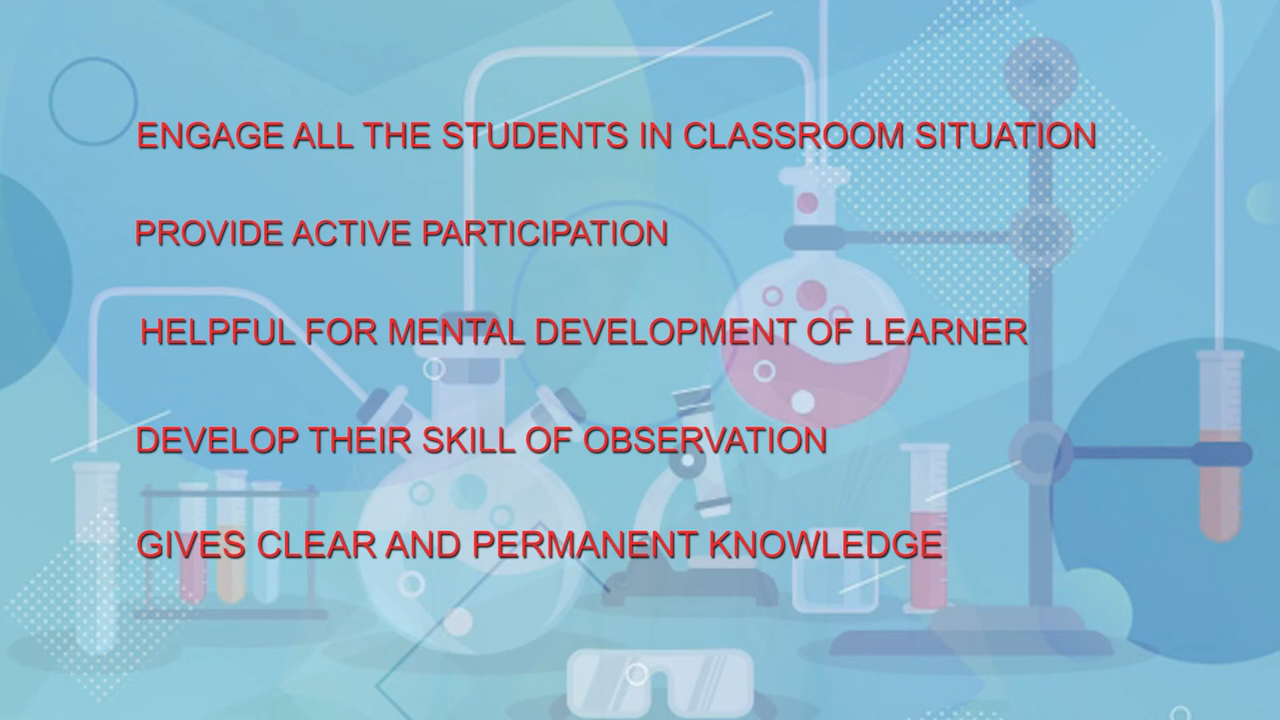 ENGAGE ALL THE STUDENTS IN CLASSROOM SITUATION
PROVIDE ACTIVE PARTICIPATION
HELPFUL FOR MENTAL DEVELOPMENT OF LEARNER
DEVELOP THEIR SKILL OF OBSERVATION
GIVES CLEAR AND PERMANENT KNOWLEDGE